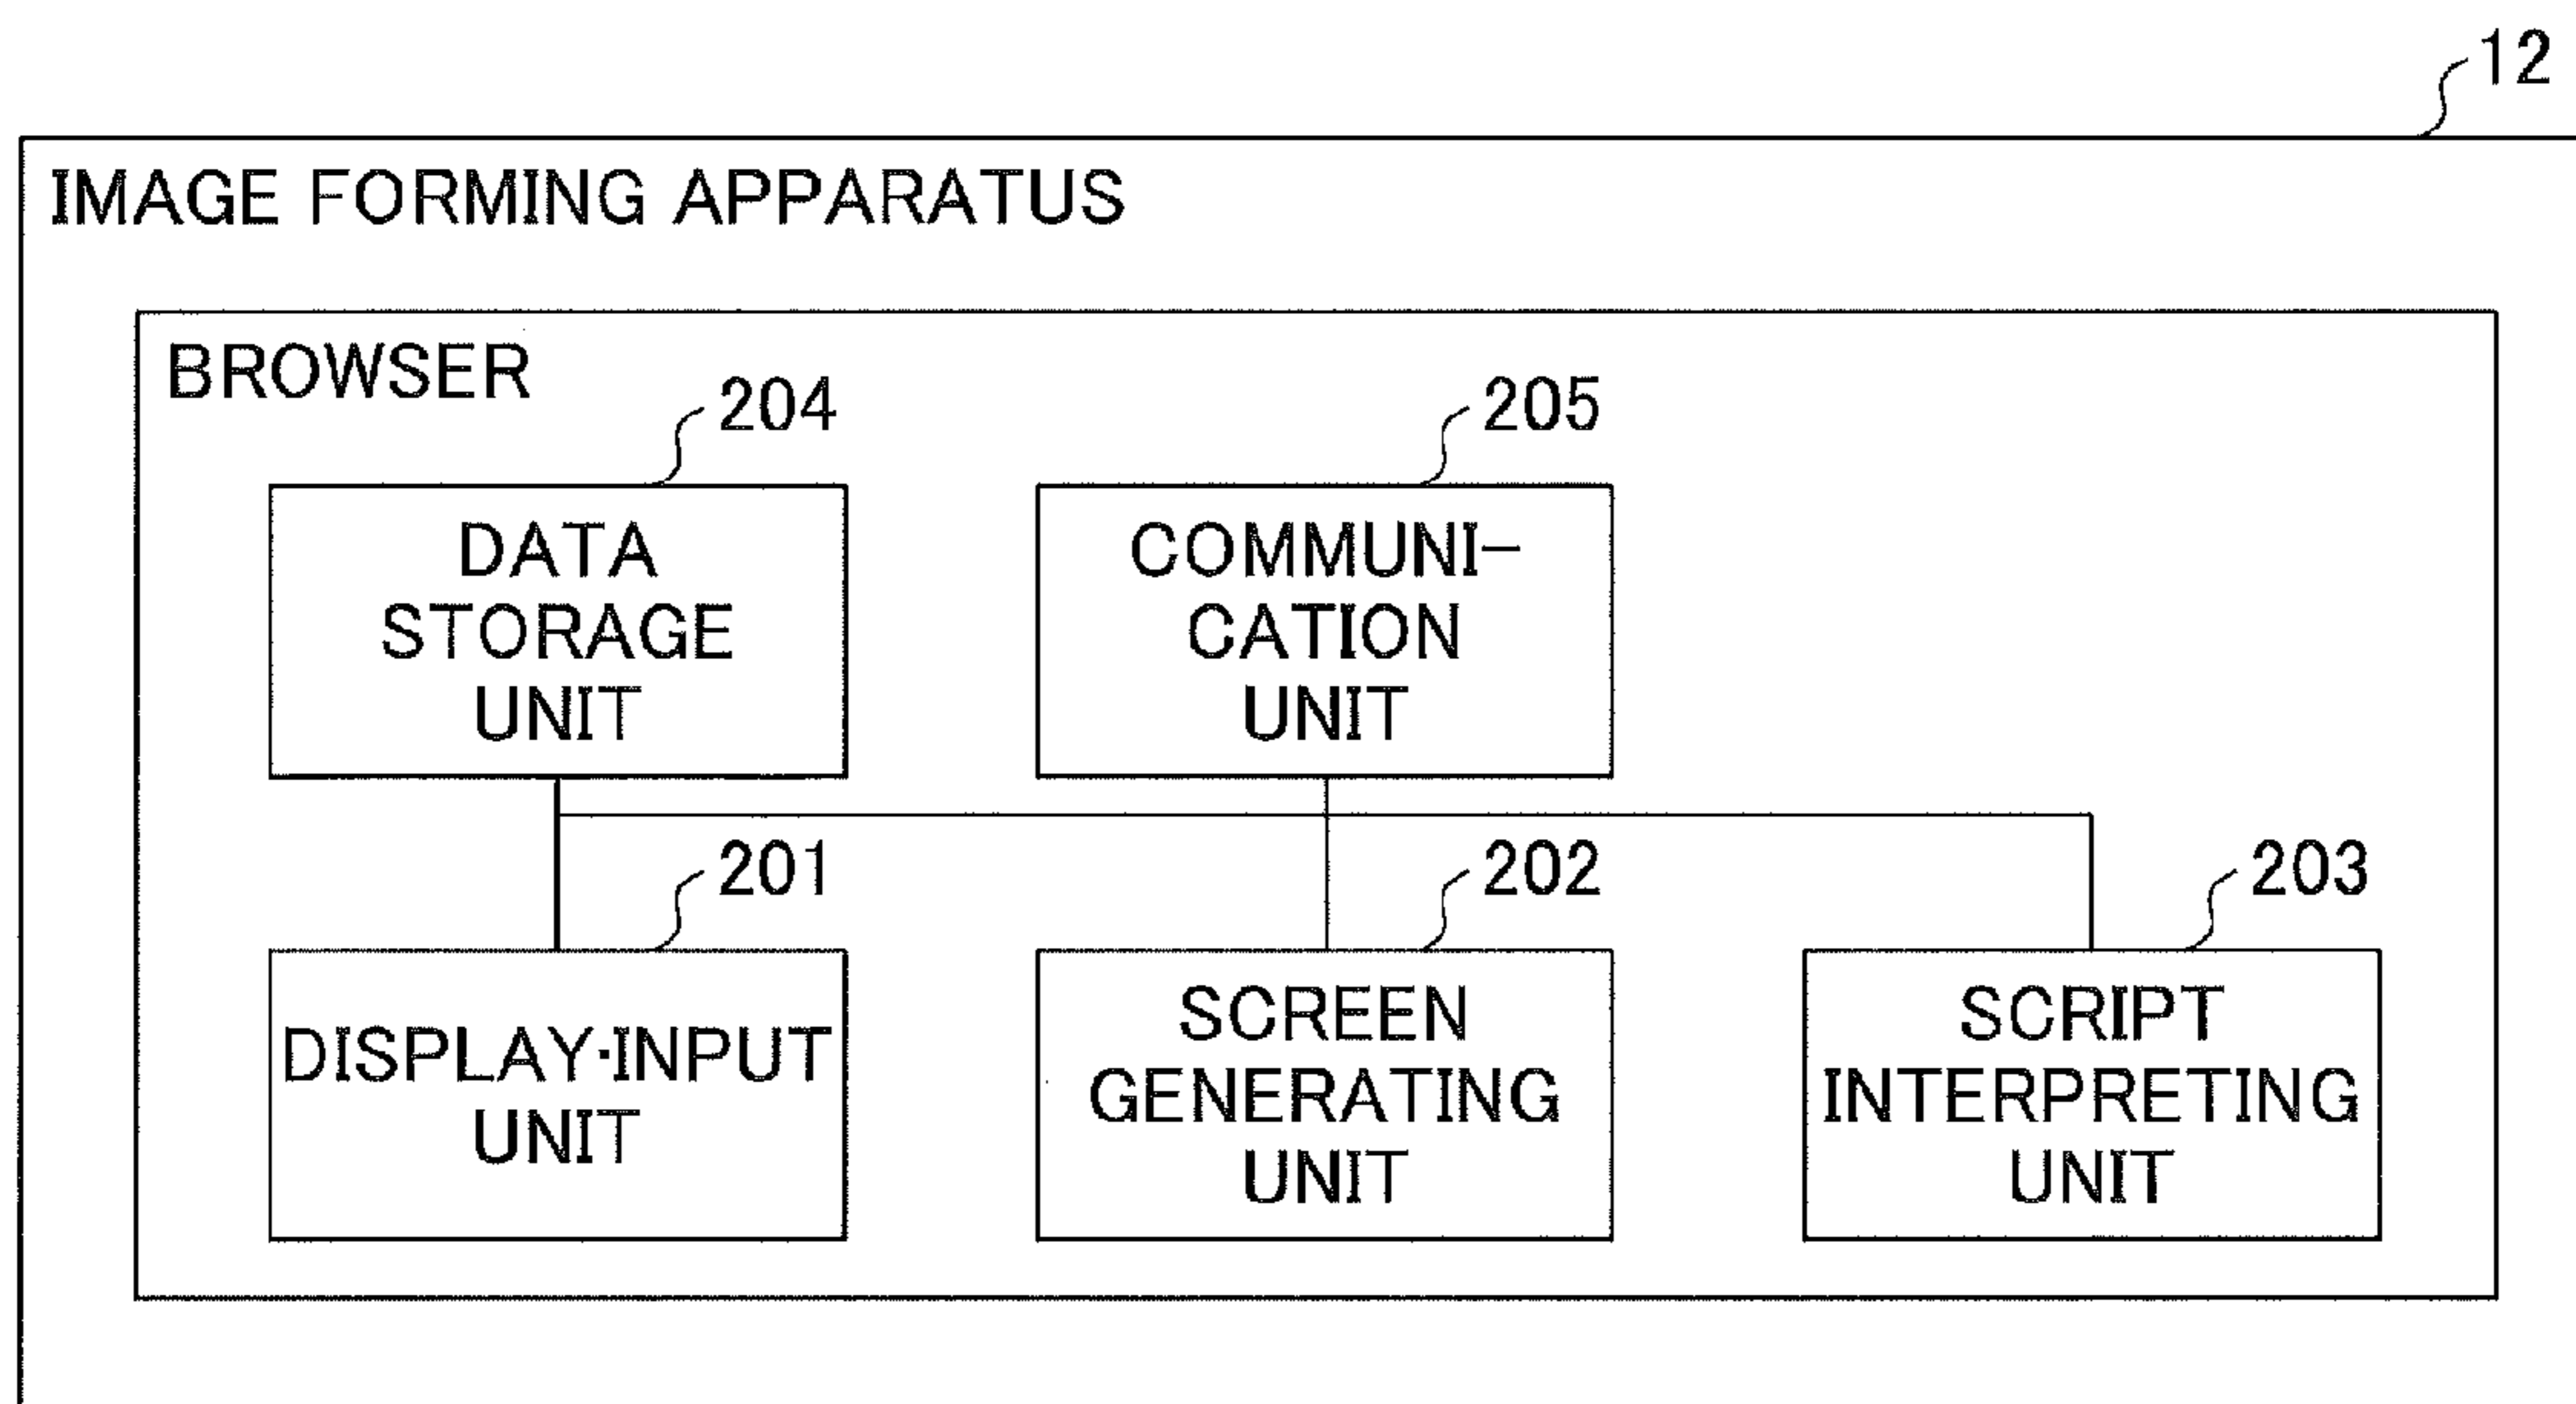 12
IMAGE FORMING APPARATUS
BROWSER
204
205
DATA
STORAGE
UNIT
COMMUNI-
CATION
UNIT
201
202
203
DISPLAY·INPUT
UNIT
SCREEN
GENERATING
UNIT
SCRIPT
INTERPRETING
UNIT